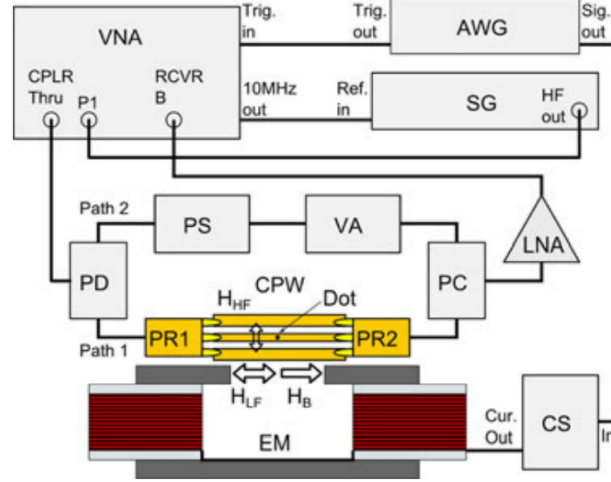 VNA
Trig.
in
Trig.
out
AWG
Sig.
out
CPLR
Thru
P1
RCVR
B
10MHz
out
Ref.
in
SG
HF
out
Path 2
PS
VA
LNA
PD
PC
CPW
H_HF
Dot
PR1
PR2
Path 1
H_LF
H_B
EM
Cur.
Out
CS
In